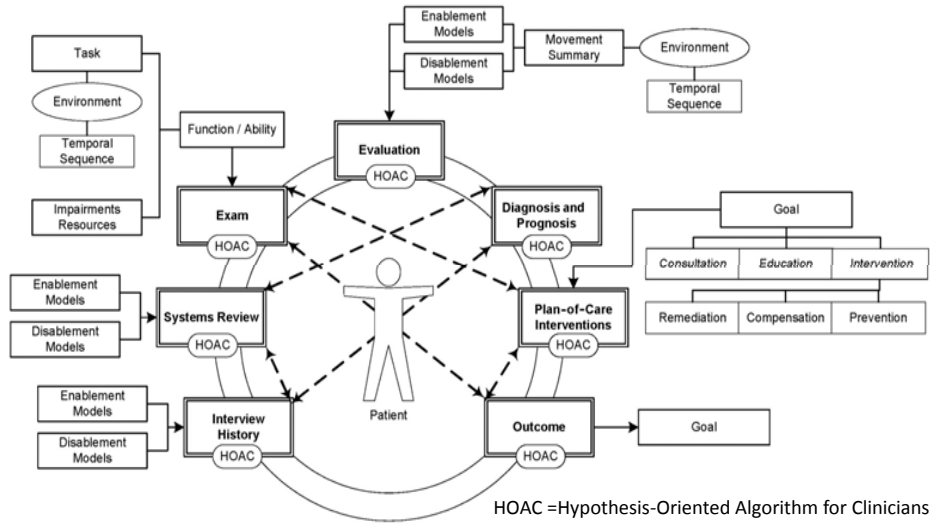 Enablement
Models
Disablement
Models
Movement
Summary
Environment
Temporal
Sequence
Task
Environment
Temporal
Sequence
Function / Ability
Impairments
Resources
Evaluation
HOAC
Exam
HOAC
Diagnosis and
Prognosis
HOAC
Goal
Consultation
Education
Intervention
Remediation
Compensation
Prevention
Enablement
Models
Disablement
Models
Systems Review
HOAC
Plan-of-Care
Interventions
HOAC
Enablement
Models
Disablement
Models
Interview
History
HOAC
Patient
Outcome
HOAC
Goal
HOAC =Hypothesis-Oriented Algorithm for Clinicians